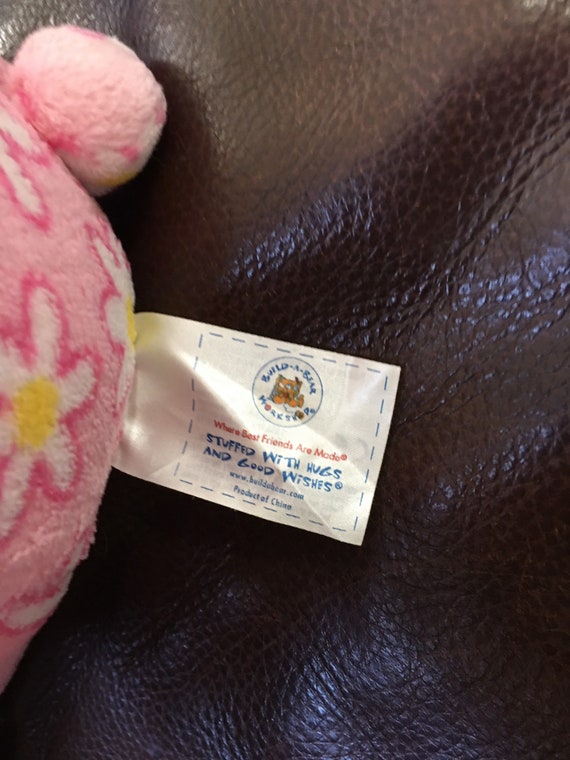 BUILD-A-BEAR
WORKSHOP®
Where Best Friends Are Made®
STUFFED WITH HUGS
AND GOOD WISHES®
www.buildabear.com
Product of China